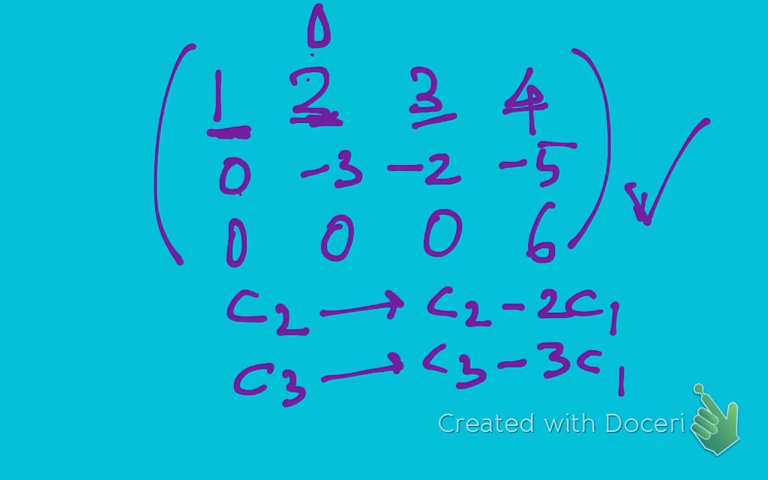 0
1 2 3 4
0 -3 -2 -5
0 0 0 6
C2 → C2 - 2C1
C3 → C3 - 3C1
Created with Doceri